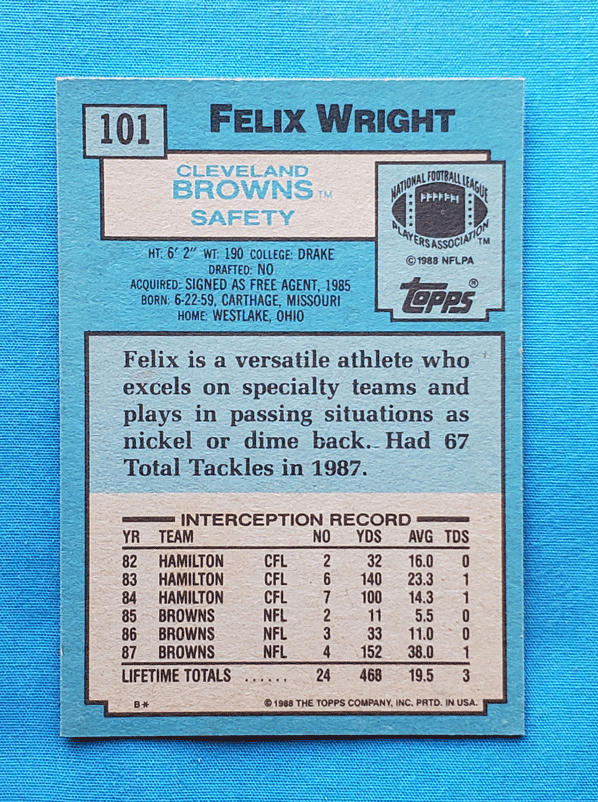 101
FELIX WRIGHT
CLEVELAND
BROWNS™
SAFETY
NATIONAL FOOTBALL LEAGUE
PLAYERS ASSOCIATION™
©1988 NFLPA
TOPPS®
HT: 6' 2" WT: 190 COLLEGE: DRAKE
DRAFTED: NO
ACQUIRED: SIGNED AS FREE AGENT, 1985
BORN: 6-22-59, CARTHAGE, MISSOURI
HOME: WESTLAKE, OHIO
Felix is a versatile athlete who
excels on specialty teams and
plays in passing situations as
nickel or dime back. Had 67
Total Tackles in 1987.
INTERCEPTION RECORD
YR TEAM NO YDS AVG TDS
82 HAMILTON CFL 2 32 16.0 0
83 HAMILTON CFL 6 140 23.3 1
84 HAMILTON CFL 7 100 14.3 1
85 BROWNS NFL 2 11 5.5 0
86 BROWNS NFL 3 33 11.0 0
87 BROWNS NFL 4 152 38.0 1
LIFETIME TOTALS ...... 24 468 19.5 3
B* ©1988 THE TOPPS COMPANY, INC. PRTD. IN USA.